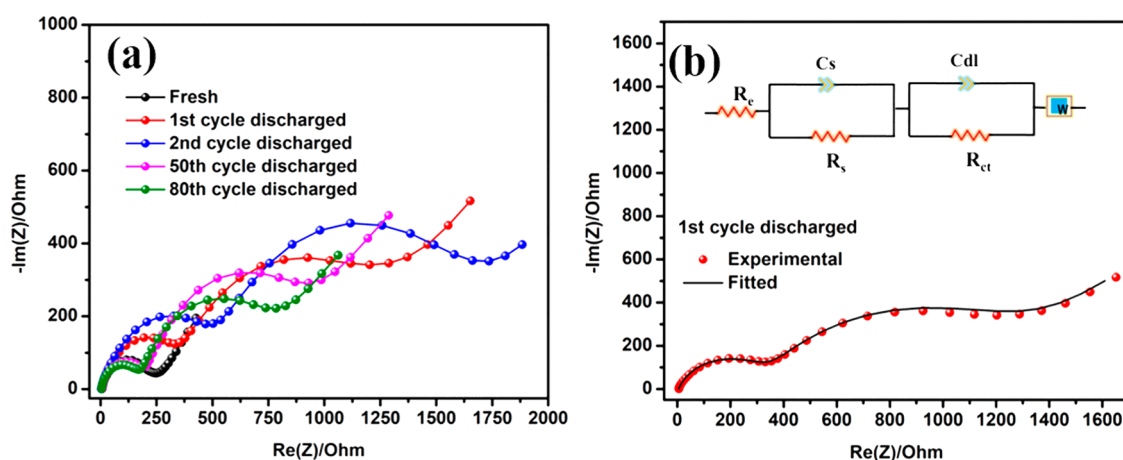 (a)
-Im(Z)/Ohm
1000
800
600
400
200
0
Fresh
1st cycle discharged
2nd cycle discharged
50th cycle discharged
80th cycle discharged
0 250 500 750 1000 1250 1500 1750 2000
Re(Z)/Ohm
(b)
-Im(Z)/Ohm
1600
1400
1200
1000
800
600
400
200
0
Cs Cdl
Re
W
Rs Rct
1st cycle discharged
Experimental
Fitted
0 200 400 600 800 1000 1200 1400 1600
Re(Z)/Ohm